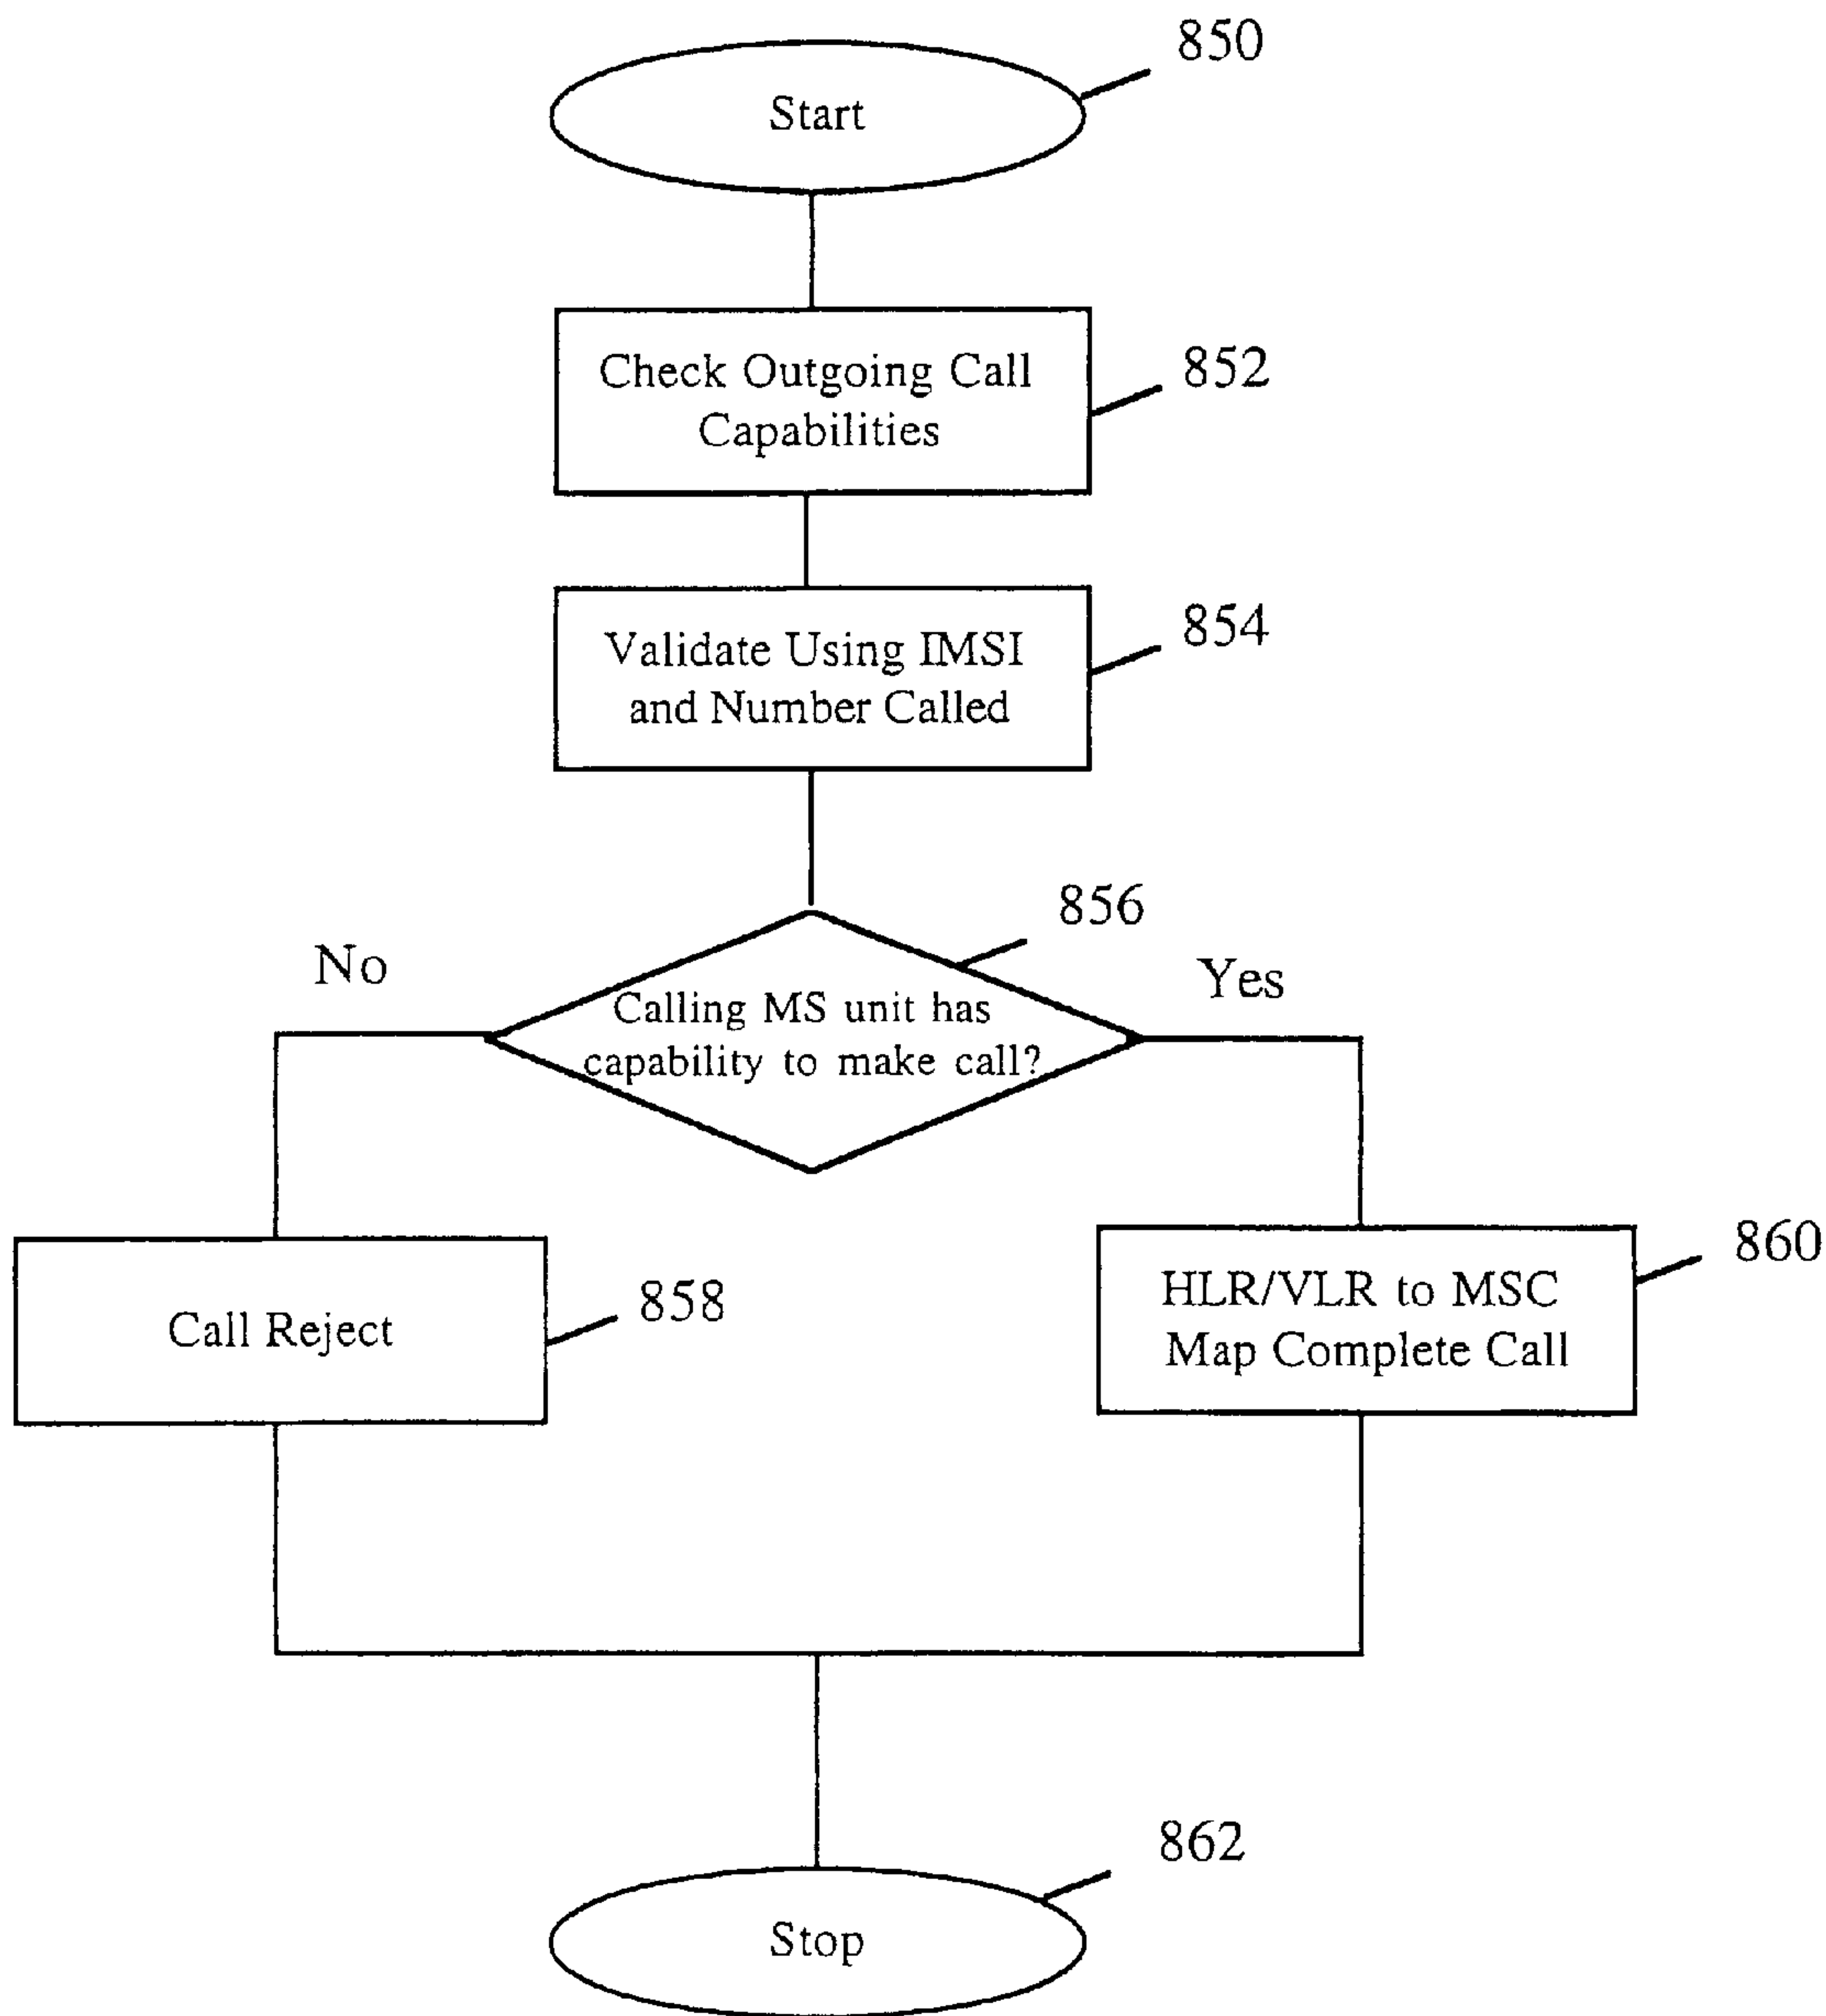 850
Start
Check Outgoing Call
Capabilities
852
Validate Using IMSI
and Number Called
854
856
No
Yes
Calling MS unit has
capability to make call?
Call Reject
858
HLR/VLR to MSC
Map Complete Call
860
862
Stop